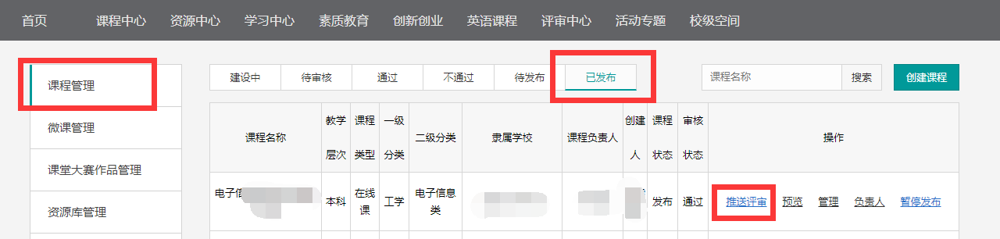 首页 课程中心 资源中心 学习中心 素质教育 创新创业 英语课程 评审中心 活动专题 校级空间
课程管理
微课管理
课堂大赛作品管理
资源库管理
建设中 待审核 通过 不通过 待发布 已发布 课程名称 搜索 创建课程
课程名称 教学层次 课程类型 一级分类 二级分类 隶属学校 课程负责人 创建人 课程状态 审核状态 操作
电子信 本科 在线课 工学 电子信息类 发布 通过 推送评审 预览 管理 负责人 暂停发布